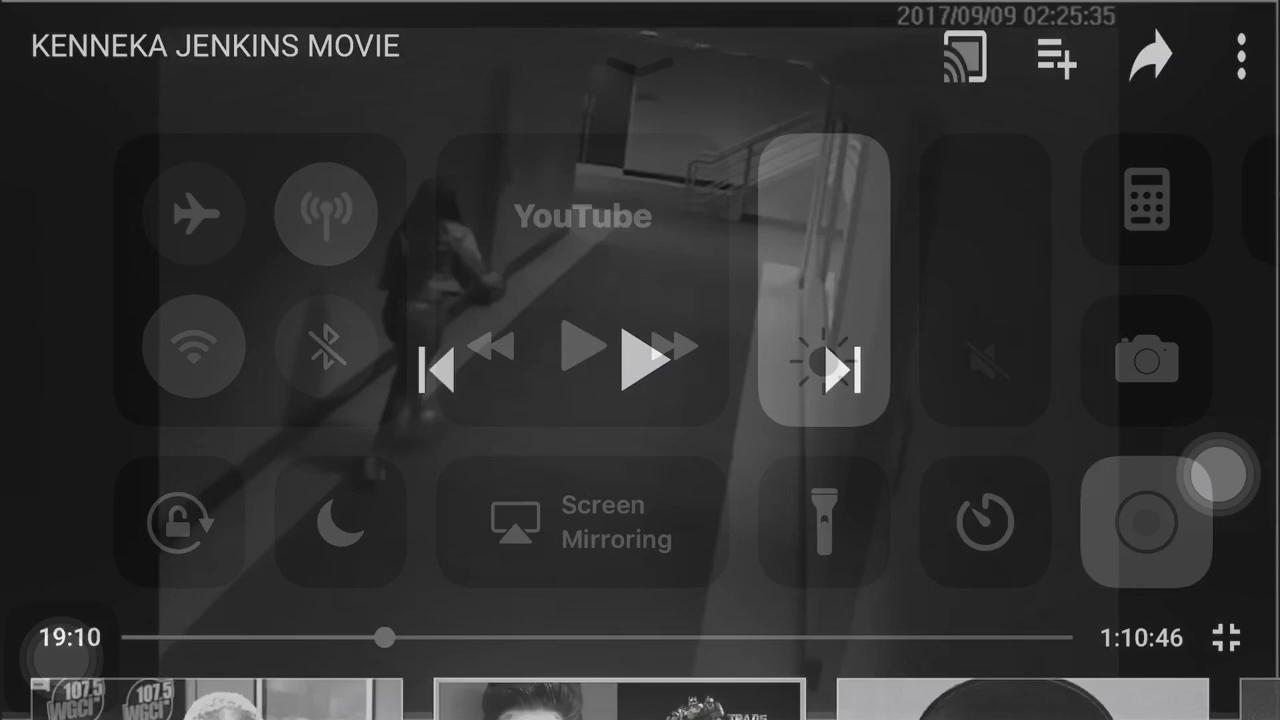 2017/09/09 02:25:35
KENNEKA JENKINS MOVIE
YouTube
Screen
Mirroring
19:10
1:10:46
107.5
WGCI
107.5
WGCI